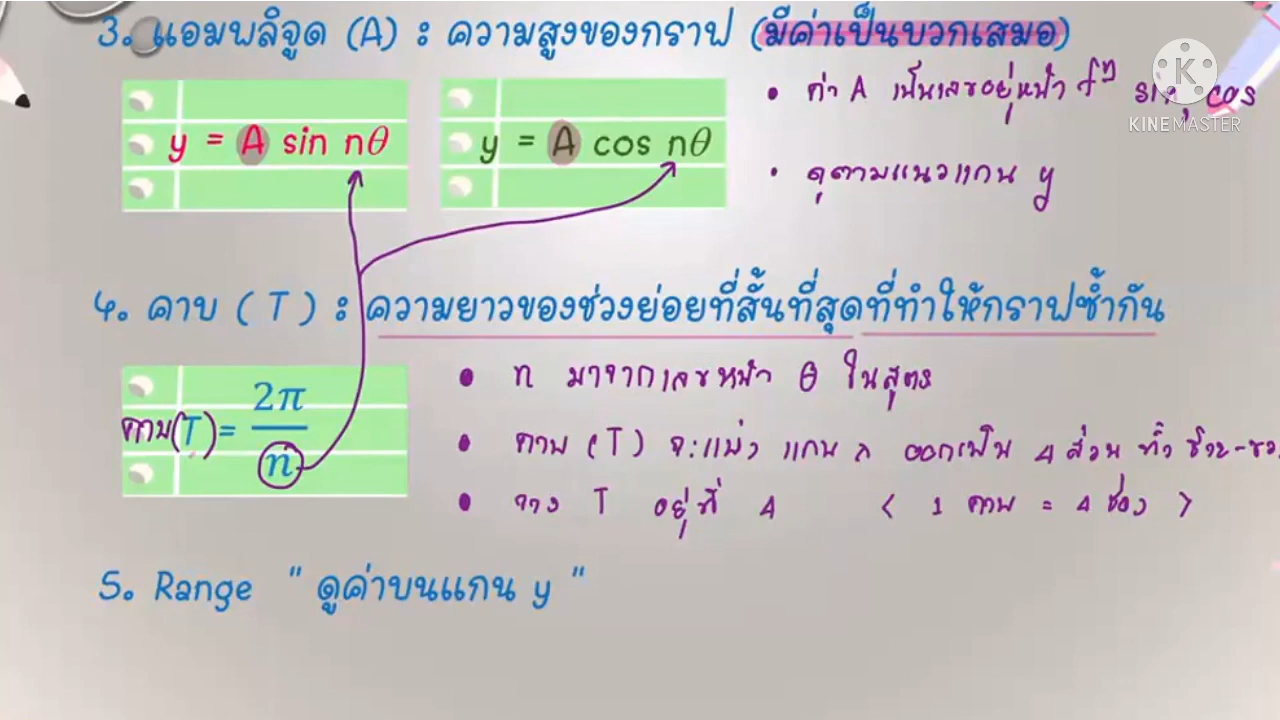 3. แอมพลิจูด (A) : ความสูงของกราฟ (มีค่าเป็นบวกเสมอ)
y = A sin nθ
y = A cos nθ
• ค่า A เป็นเลขอยู่หน้า fⁿ sin, cos
KINEMASTER
• ดูตามแนวแกน y
4. คาบ ( T ) : ความยาวของช่วงย่อยที่สั้นที่สุดที่ทำให้กราฟซ้ำกัน
คาบ(T) = 2π/n
• n มาจากเลขหน้า θ ในสูตร
• คาบ (T) จะแบ่ง แกน x ออกเป็น 4 ส่วน ทั้ง
• วาง T อยู่ที่ 4 < 1 คาบ = 4 ช่อง >
5. Range " ดูค่าบนแกน y "